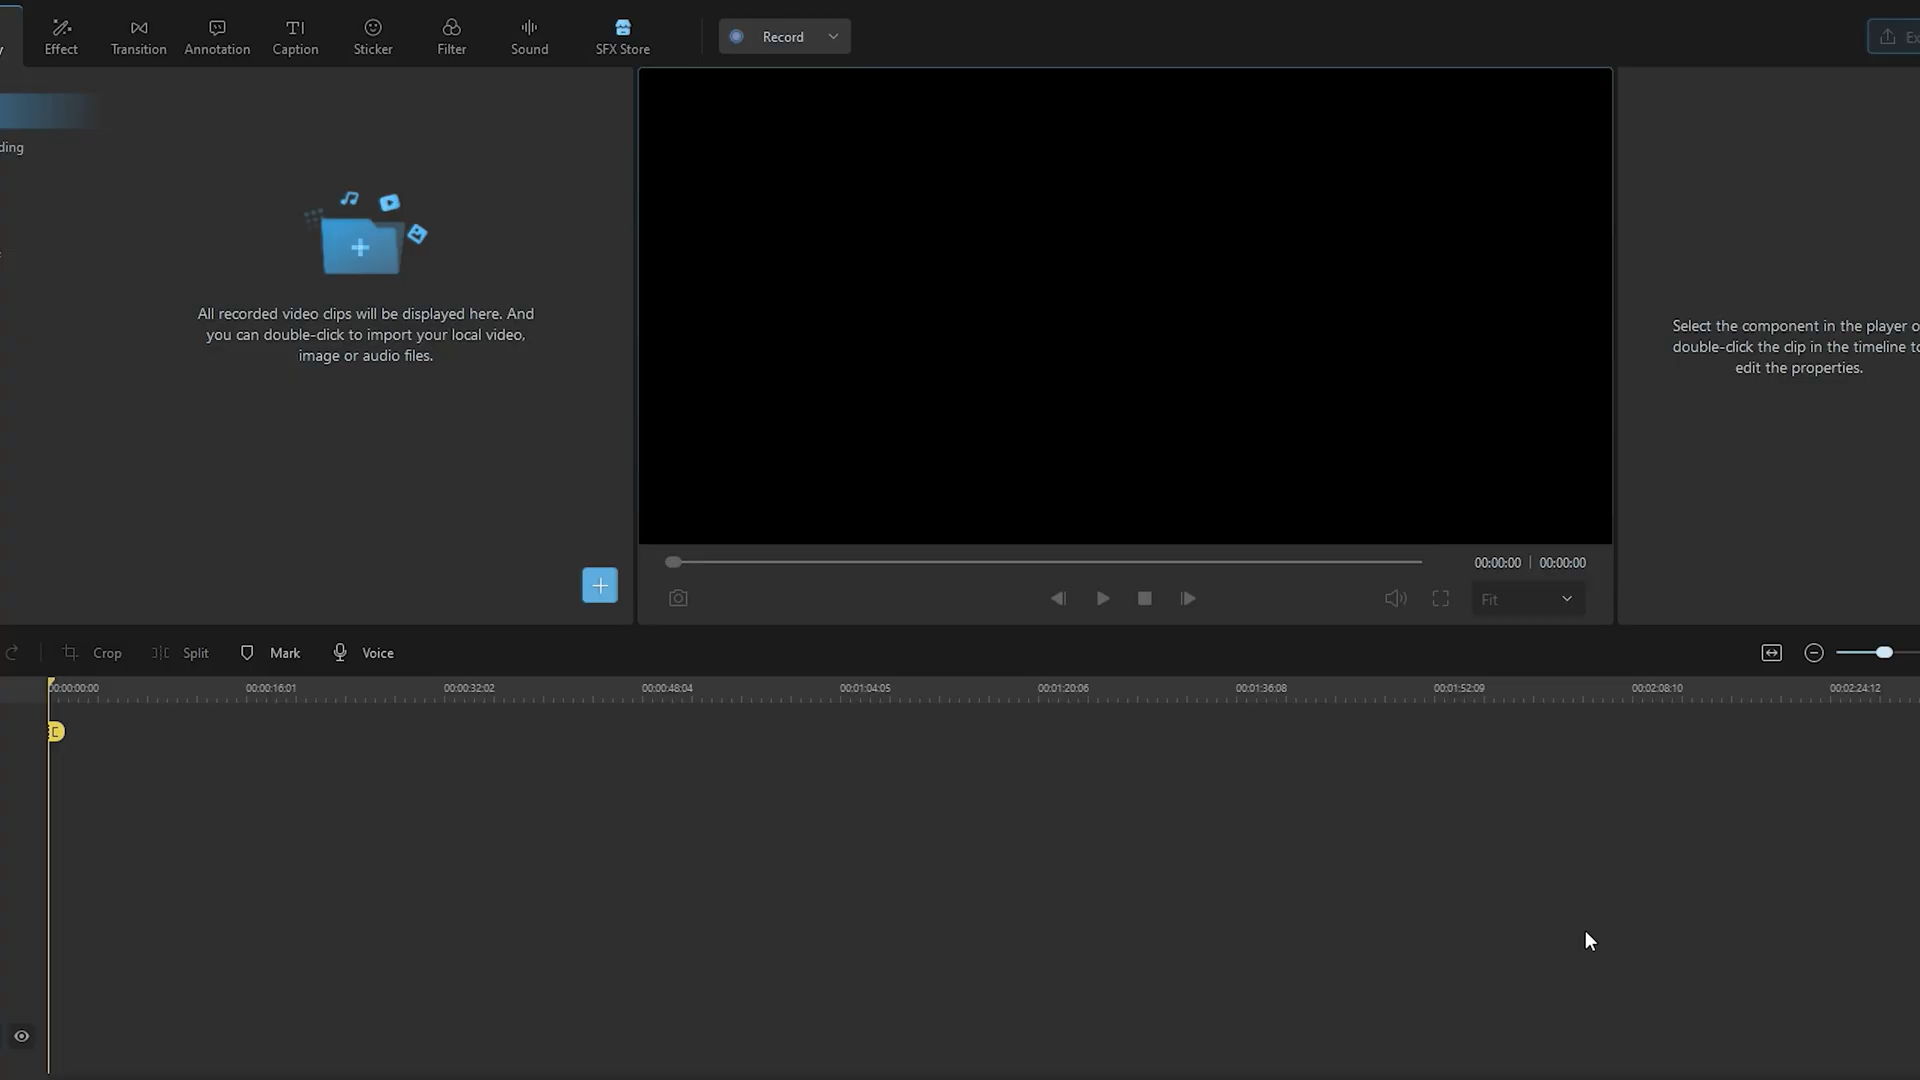 Effect
Transition
Annotation
Caption
Sticker
Filter
Sound
SFX Store
Record
Ex
ding
All recorded video clips will be displayed here. And
you can double-click to import your local video,
image or audio files.
Select the component in the player o
double-click the clip in the timeline to
edit the properties.
00:00:00 | 00:00:00
Fit
Crop
Split
Mark
Voice
00:00:00:00
00:00:16:01
00:00:32:02
00:00:48:04
00:01:04:05
00:01:20:06
00:01:36:08
00:01:52:09
00:02:08:10
00:02:24:12